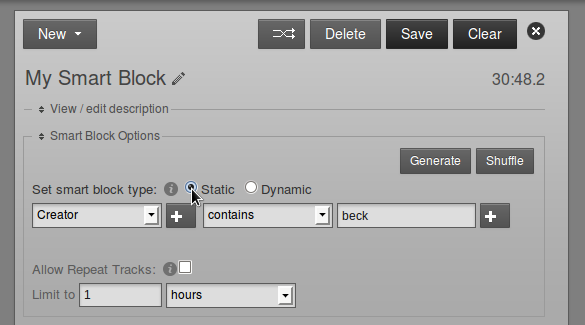 New Delete Save Clear
My Smart Block 30:48.2
View / edit description
Smart Block Options
Generate Shuffle
Set smart block type: i Static Dynamic
Creator + contains beck +
Allow Repeat Tracks: i
Limit to 1 hours